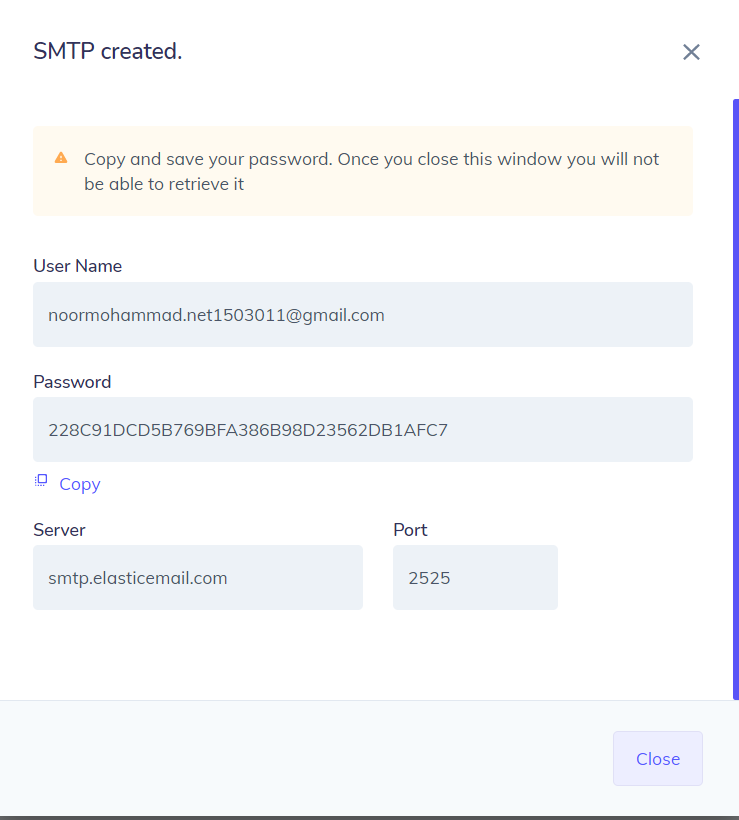 SMTP created.
Copy and save your password. Once you close this window you will not
be able to retrieve it
User Name
noormohammad.net1503011@gmail.com
Password
228C91DCD5B769BFA386B98D23562DB1AFC7
Copy
Server
Port
smtp.elasticemail.com
2525
Close